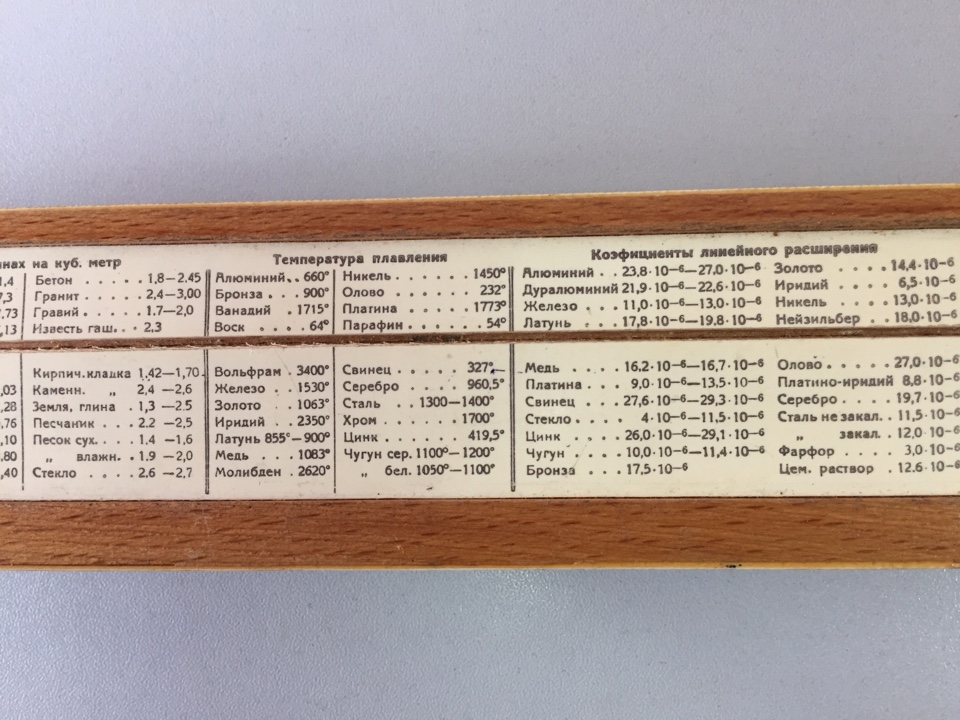 нах на куб. метр
Температура плавления
Коэфициенты линейного расширения
1,4 Бетон . . . . . 1,8—2.45 Алюминий . . 660° Никель . . . . . . 1450° Алюминий . . 23,8·10−6—27,0·10−6 Золото . . . . 14,4·10−6
7,3 Гранит . . . . . 2,4—3,00 Бронза . . . 900° Олово . . . . . . 232° Дуралюминий 21,9·10−6—22,6·10−6 Иридий . . . . 6,5·10−6
,73 Гравий . . . . . 1.7—2,0 Ванадий . 1715° Платина . . . . . 1773° Железо . . . 11,0·10−6—13,0·10−6 Никель . . . . 13,0·10−6
,13 Известь гаш. . . 2,3 Воск . . . . 64° Парафин . . . . . 54° Латунь . . . 17,8·10−6—19.8·10−6 Нейзильбер . . 18,0·10−6
Кирпич.кладка 1,42—1,70 Вольфрам 3400° Свинец . . . . . 327° Медь . . . . 16,2·10−6—16,7·10−6 Олово . . . . . 27,0·10−6
,03 Каменн. „ 2,4 —2,6 Железо . . 1530° Серебро . . . . . 960,5° Платина . . . 9,0·10−6—13,5·10−6 Платино-иридий 8,8·10−6
,28 Земля, глина . 1,3 —2.5 Золото . . 1063° Сталь . . . 1300—1400° Свинец . . . 27,6·10−6—29,3·10−6 Серебро . . . . 19,7·10−6
,76 Песчаник . . 2.2 —2,5 Иридий . . 2350° Хром . . . . . . 1700° Стекло . . . . 4·10−6—11,5·10−6 Сталь не закал. . 11,5·10−6
,10 Песок сух. . . 1.4 —1,6 Латунь 855°—900° Цинк . . . . . . 419,5° Цинк . . . . 26,0·10−6—29,1·10−6 „ закал. . 12,0·10−6
,80 „ влажн. . . 1.9 —2,0 Медь . . . 1083° Чугун сер. 1100°—1200° Чугун . . . . 10,0·10−6—11,4·10−6 Фарфор . . . . 3,0·10−6
,40 Стекло . . . . 2.6 —2,7 Молибден . 2620° „ бел. 1050°—1100° Бронза . . . 17,5·10−6 Цем. раствор . 12.6·10−6